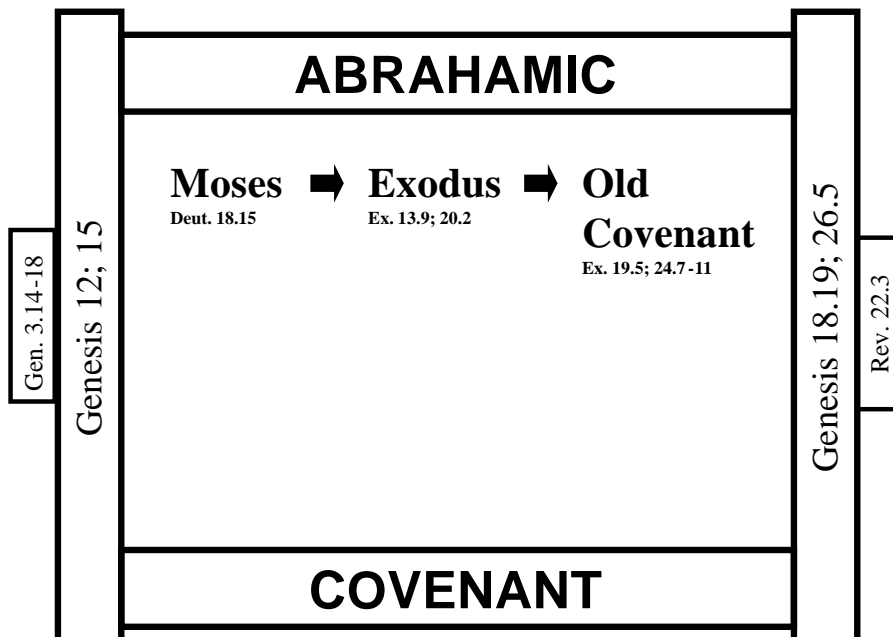 ABRAHAMIC
Moses
Deut. 18.15
Exodus
Ex. 13.9; 20.2
Old
Covenant
Ex. 19.5; 24.7-11
Gen. 3.14-18
Genesis 12; 15
Genesis 18.19; 26.5
Rev. 22.3
COVENANT